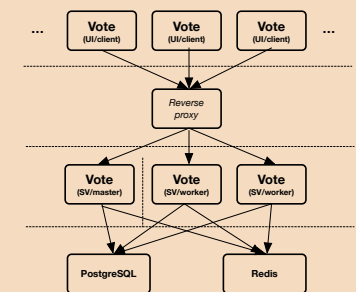 ... Vote Vote Vote ...
(UI/client) (UI/client) (UI/client)
Reverse
proxy
Vote Vote Vote
(SV/master) (SV/worker) (SV/worker)
PostgreSQL Redis